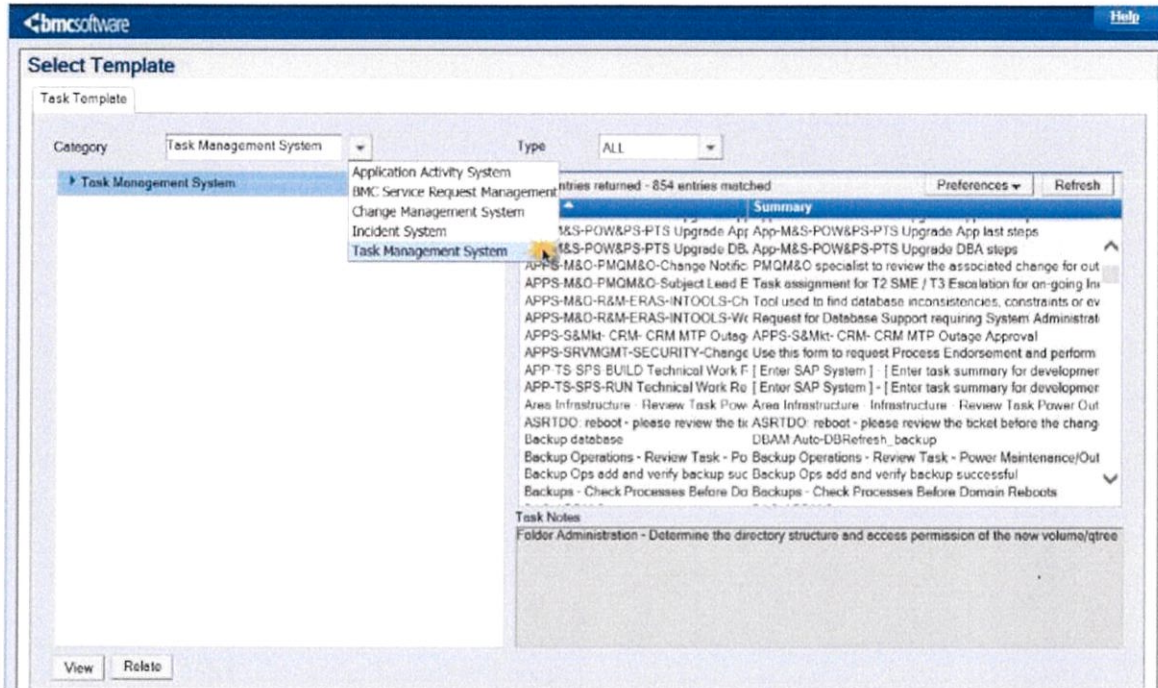 bmcsoftware
Help
Select Template
Task Template
Category
Task Management System
Type
ALL
Task Management System
Application Activity System
BMC Service Request Management
Change Management System
Incident System
Task Management System
ntries returned - 854 entries matched
Preferences
Refresh
Summary
M&S-POW&PS-PTS Upgrade App App-M&S-POW&PS-PTS Upgrade App last steps
M&S-POW&PS-PTS Upgrade DB. App-M&S-POW&PS-PTS Upgrade DBA steps
APPS-M&O-PMQM&O-Change Notific PMQM&O specialist to review the associated change for out
APPS-M&O-PMQM&O-Subject Lead E Task assignment for T2 SME / T3 Escalation for on-going Inc
APPS-M&O-R&M-ERAS-INTOOLS-Ch Tool used to find database inconsistencies, constraints or ev
APPS-M&O-R&M-ERAS-INTOOLS-Wo Request for Database Support requiring System Administrat
APPS-S&Mkt- CRM- CRM MTP Outag APPS-S&Mkt- CRM- CRM MTP Outage Approval
APPS-SRVMGMT-SECURITY-Change Use this form to request Process Endorsement and perform
APP-TS-SPS-BUILD Technical Work F [ Enter SAP System ] - [ Enter task summary for developmer
APP-TS-SPS-RUN Technical Work Re [ Enter SAP System ] - [ Enter task summary for developmer
Area Infrastructure - Review Task Pow Area Infrastructure - Infrastructure - Review Task Power Out
ASRTDO: reboot - please review the tic ASRTDO: reboot - please review the ticket before the chang
Backup database DBAM Auto-DBRefresh_backup
Backup Operations - Review Task - Po Backup Operations - Review Task - Power Maintenance/Out
Backup Ops add and verify backup suc Backup Ops add and verify backup successful
Backups - Check Processes Before Do Backups - Check Processes Before Domain Reboots
Task Notes
Folder Administration - Determine the directory structure and access permission of the new volume/qtree
View
Relate